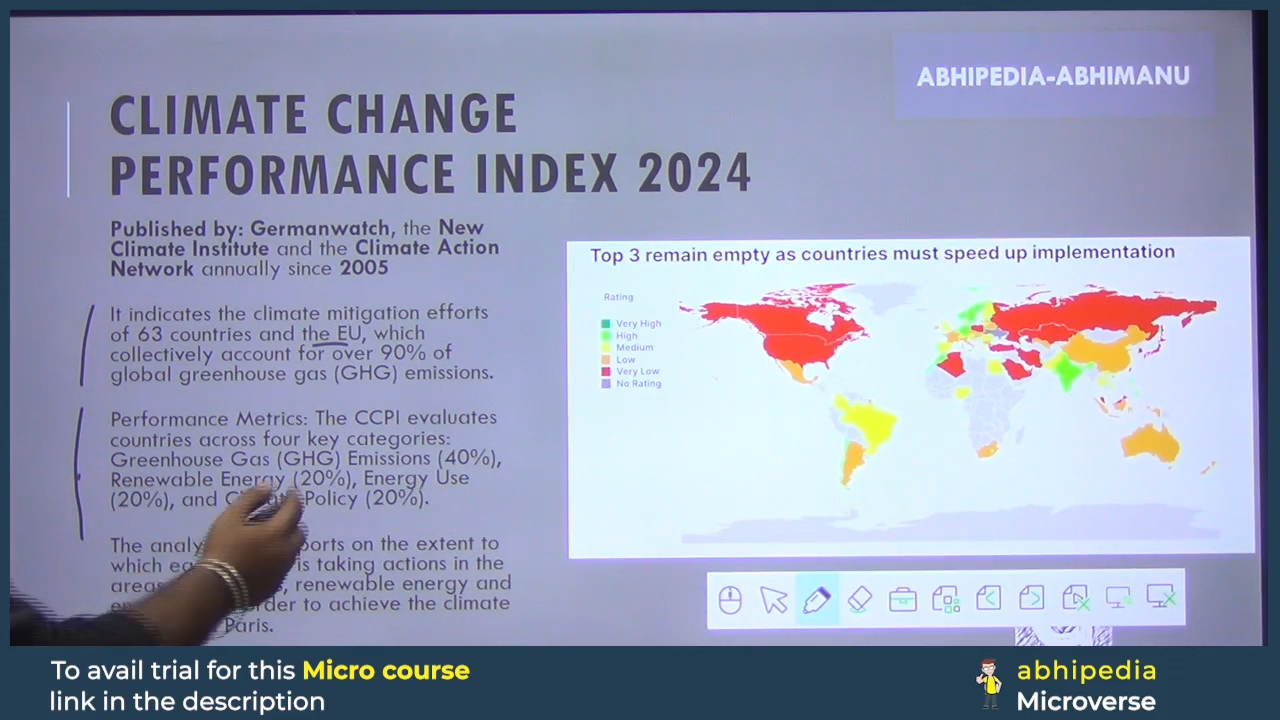 ABHIPEDIA-ABHIMANU
CLIMATE CHANGE
PERFORMANCE INDEX 2024
Published by: Germanwatch, the New
Climate Institute and the Climate Action
Network annually since 2005
It indicates the climate mitigation efforts
of 63 countries and the EU, which
collectively account for over 90% of
global greenhouse gas (GHG) emissions.
Performance Metrics: The CCPI evaluates
countries across four key categories:
Greenhouse Gas (GHG) Emissions (40%),
Renewable Energy (20%), Energy Use
(20%), and Policy (20%).
The on the extent to
which is taking actions in the
renewable energy and
to achieve the climate
Paris.
Top 3 remain empty as countries must speed up implementation
Rating
Very High
High
Medium
Low
Very Low
No Rating
To avail trial for this Micro course
link in the description
abhipedia
Microverse